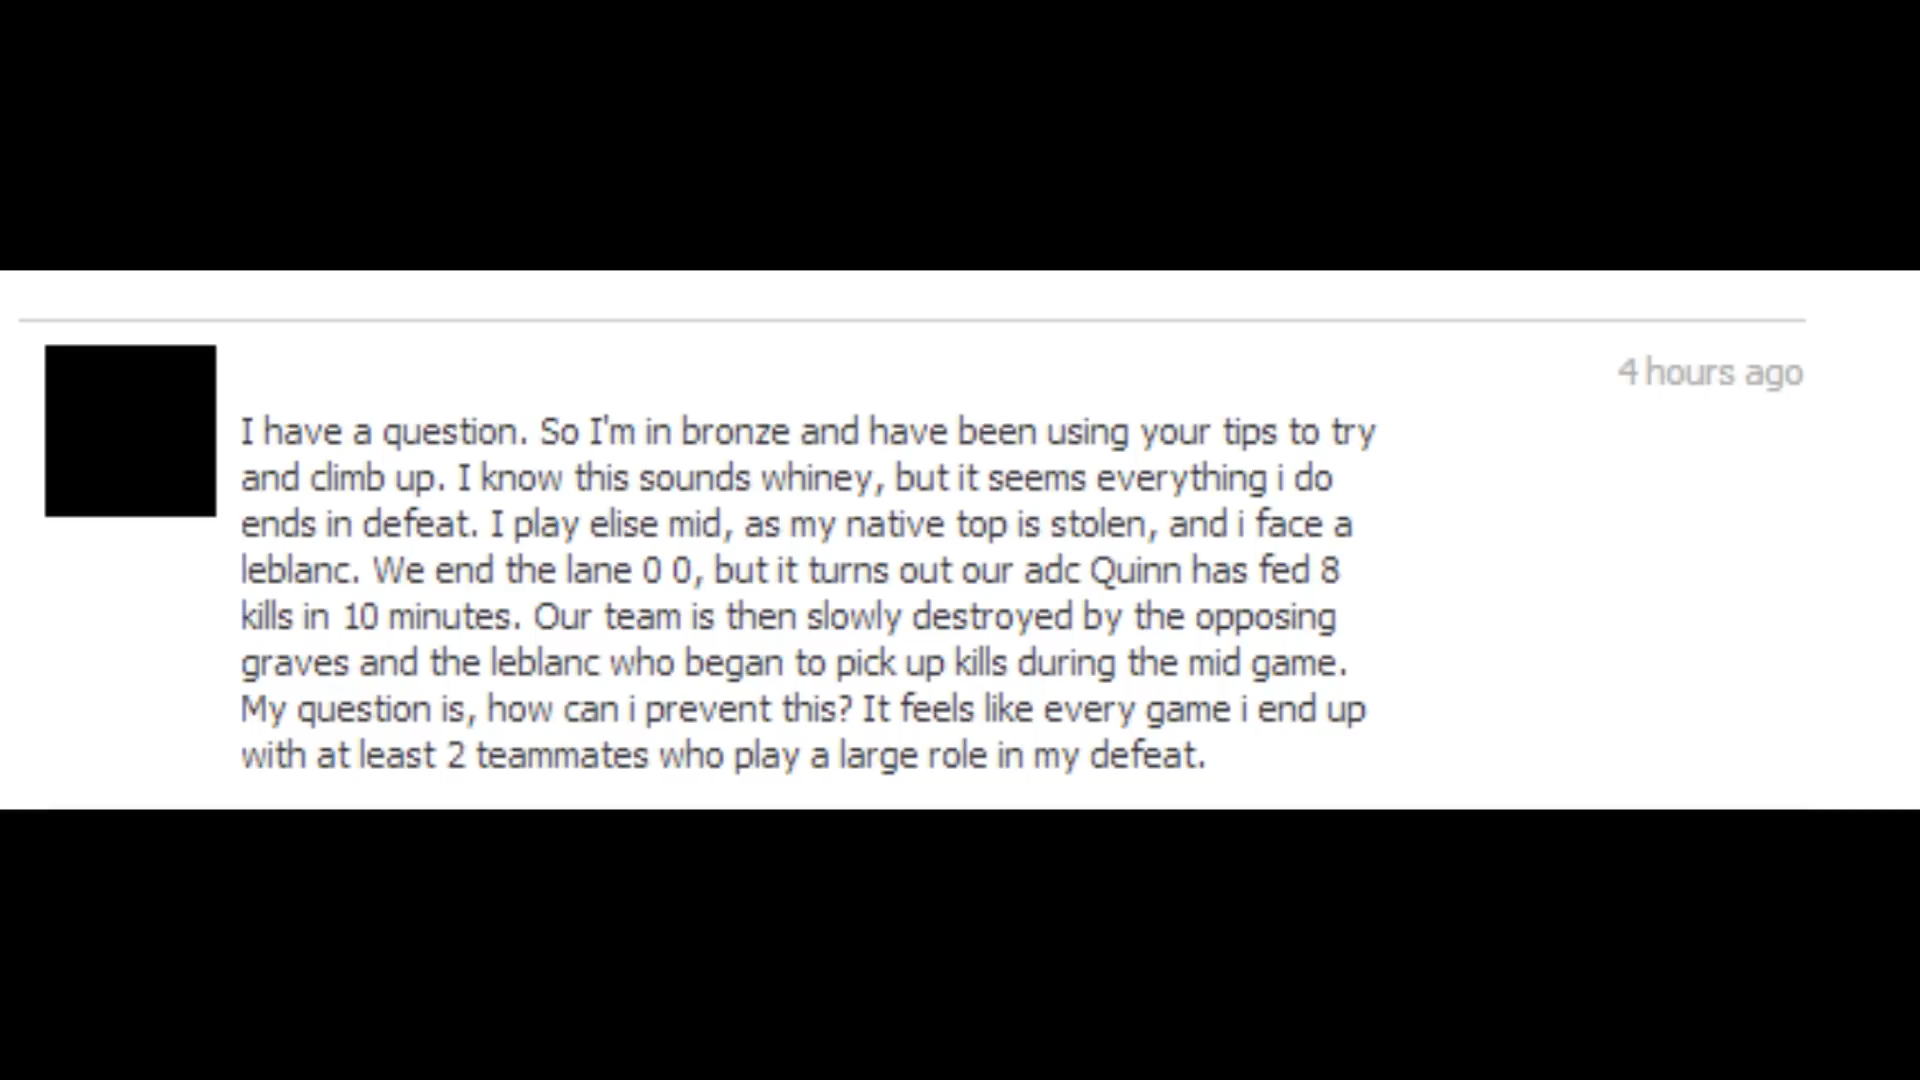 4 hours ago
I have a question. So I'm in bronze and have been using your tips to try
and climb up. I know this sounds whiney, but it seems everything i do
ends in defeat. I play elise mid, as my native top is stolen, and i face a
leblanc. We end the lane 0 0, but it turns out our adc Quinn has fed 8
kills in 10 minutes. Our team is then slowly destroyed by the opposing
graves and the leblanc who began to pick up kills during the mid game.
My question is, how can i prevent this? It feels like every game i end up
with at least 2 teammates who play a large role in my defeat.